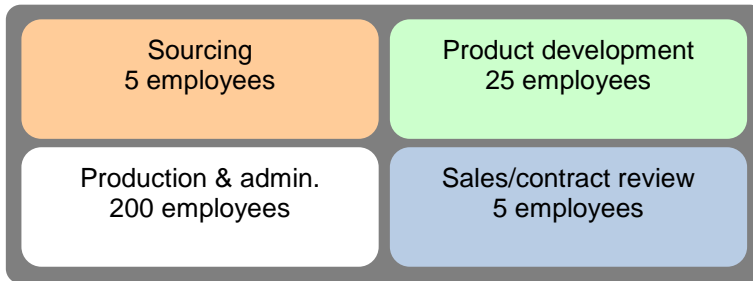 Sourcing
5 employees
Product development
25 employees
Production & admin.
200 employees
Sales/contract review
5 employees